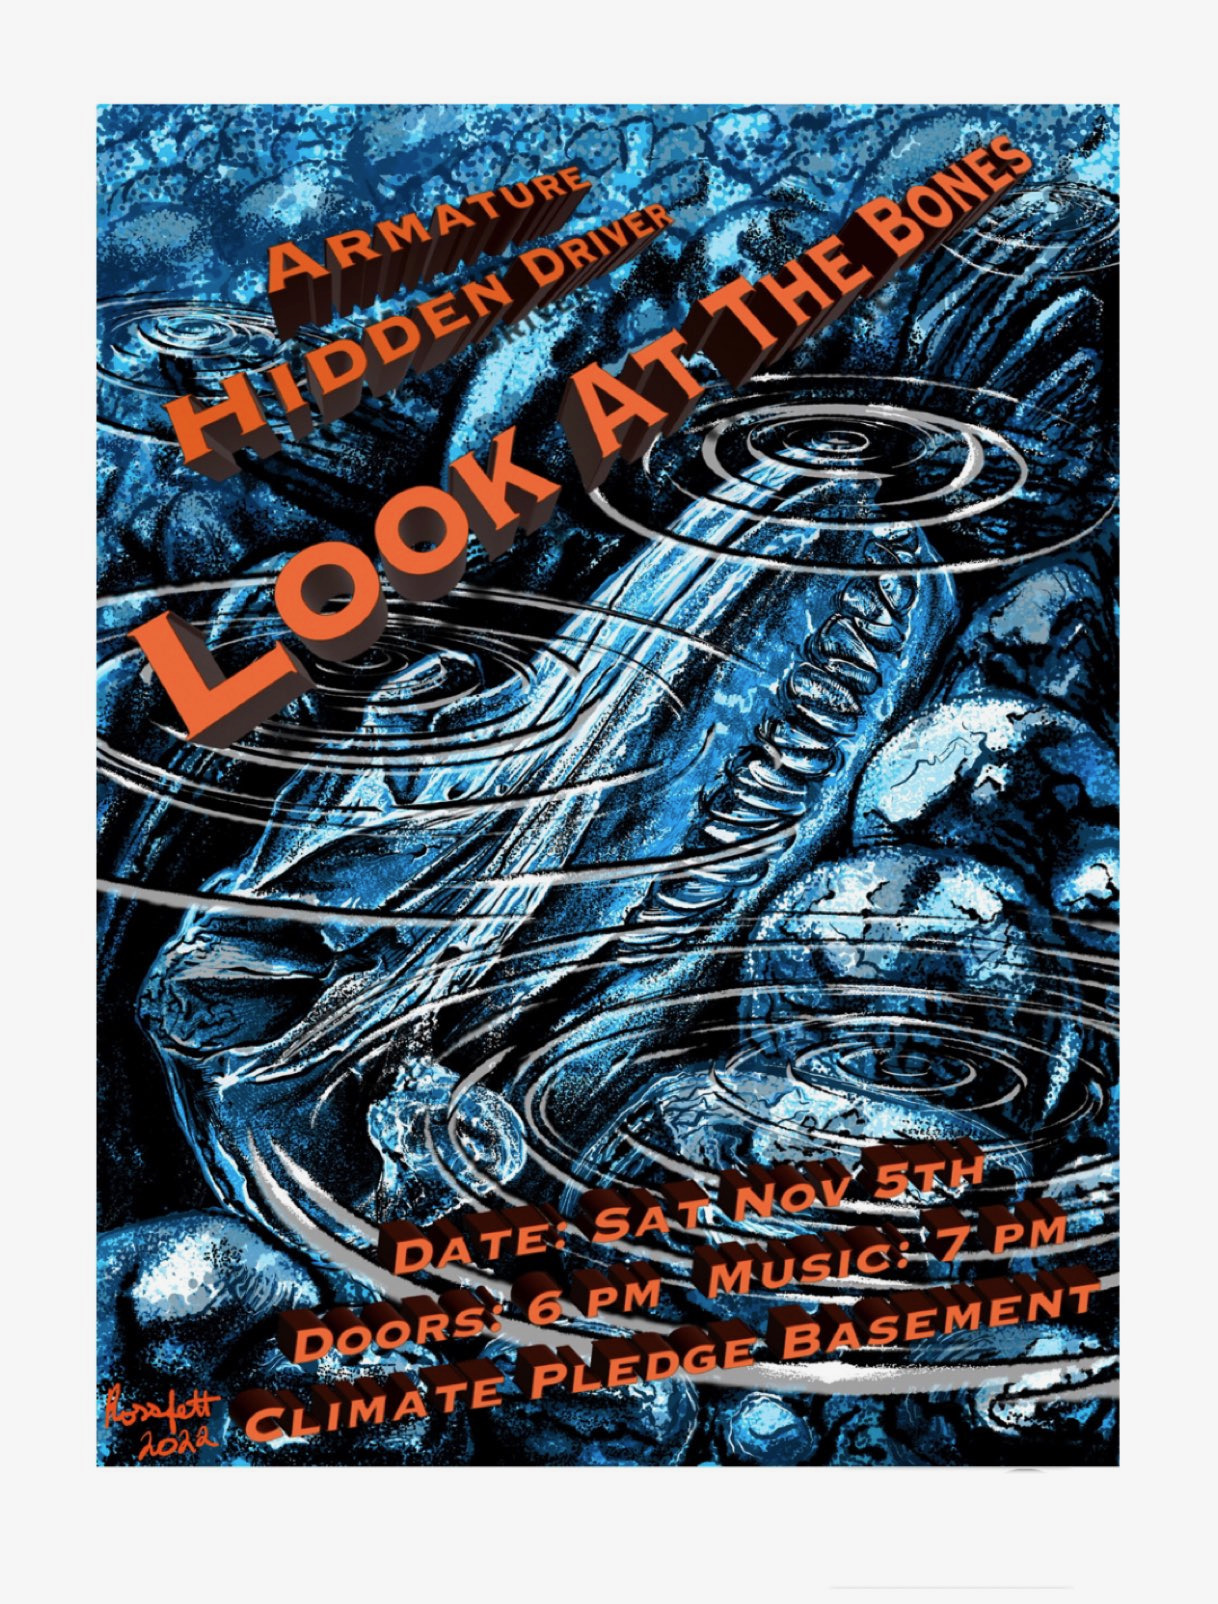 Armature
Hidden Driver
Look At The Bones
Date: Sat Nov 5th
Doors: 6 pm Music: 7 pm
Climate Pledge Basement
Rossfett
2022